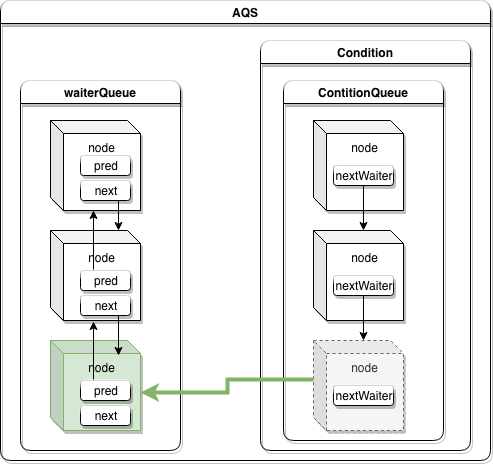 AQS
Condition
waiterQueue
ContitionQueue
node
pred
next
node
pred
next
node
pred
next
node
nextWaiter
node
nextWaiter
node
nextWaiter